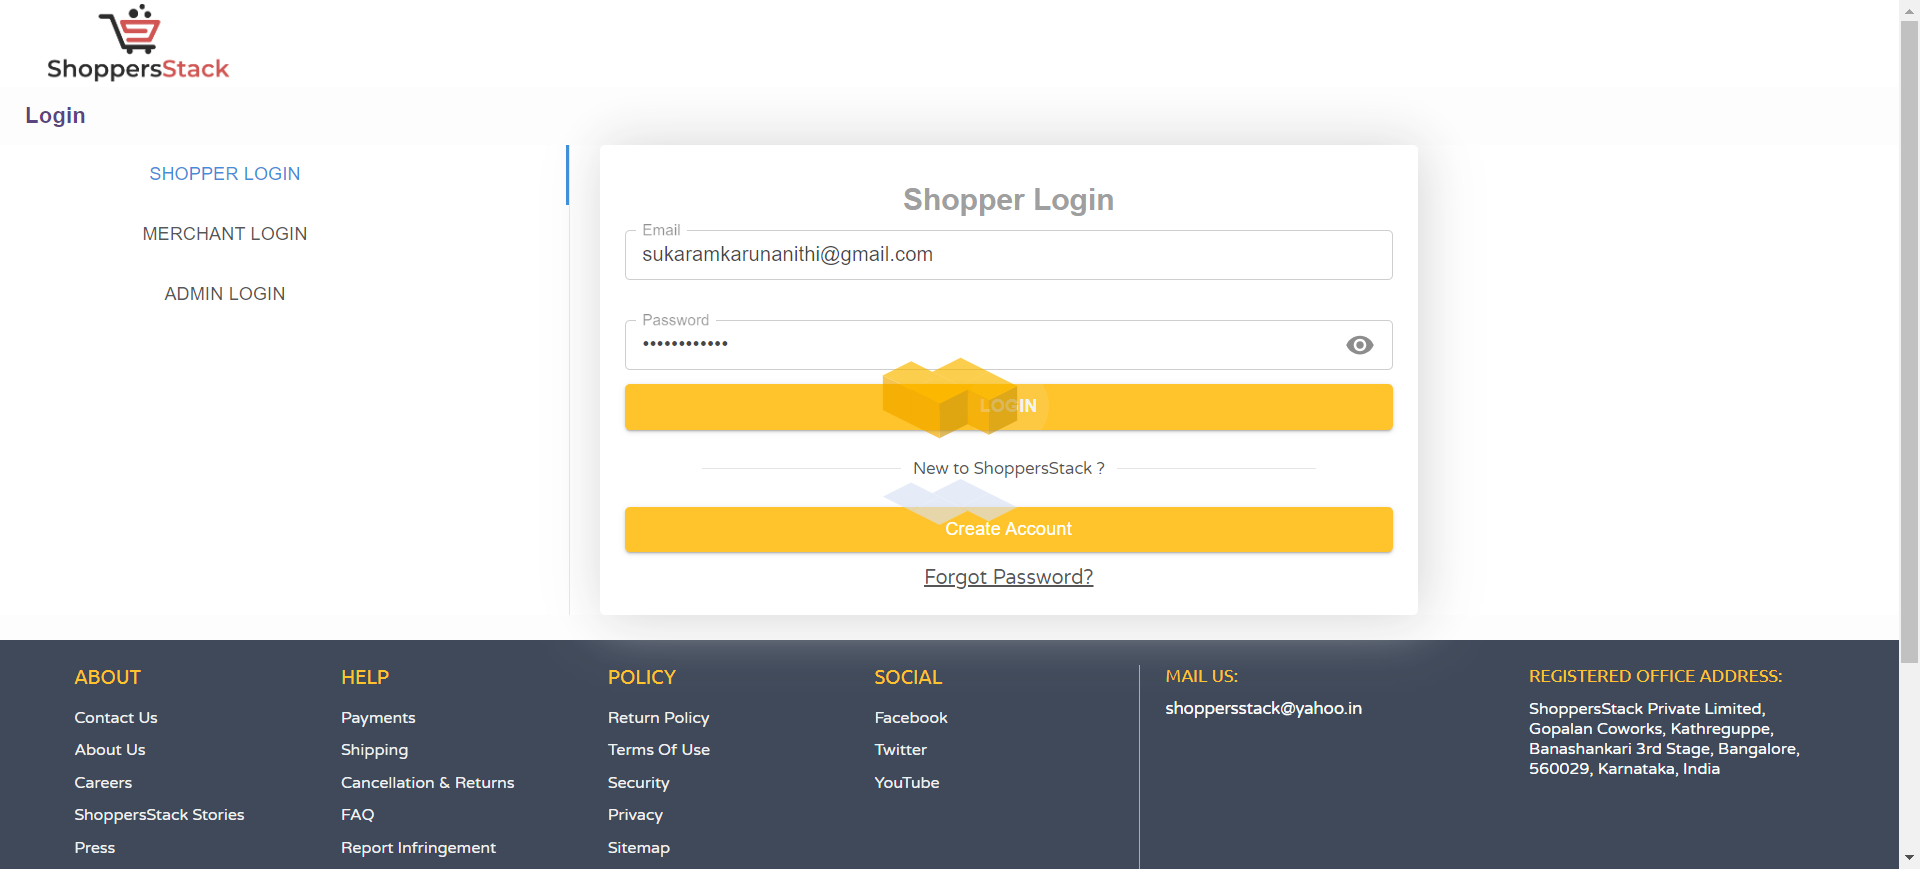 ShoppersStack
Login
SHOPPER LOGIN
MERCHANT LOGIN
ADMIN LOGIN
Shopper Login
Email
sukaramkarunanithi@gmail.com
Password
••••••••••••
LOGIN
New to ShoppersStack ?
Create Account
Forgot Password?
ABOUT
Contact Us
About Us
Careers
ShoppersStack Stories
Press
HELP
Payments
Shipping
Cancellation & Returns
FAQ
Report Infringement
POLICY
Return Policy
Terms Of Use
Security
Privacy
Sitemap
SOCIAL
Facebook
Twitter
YouTube
MAIL US:
shoppersstack@yahoo.in
REGISTERED OFFICE ADDRESS:
ShoppersStack Private Limited,
Gopalan Coworks, Kathreguppe,
Banashankari 3rd Stage, Bangalore,
560029, Karnataka, India